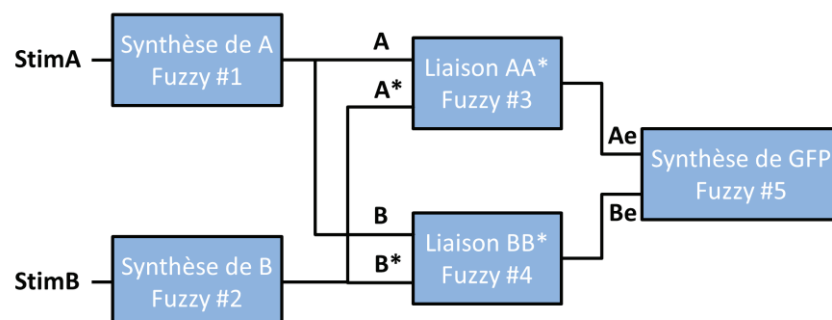 StimA
Synthèse de A
Fuzzy #1
A
A*
Liaison AA*
Fuzzy #3
Ae
Synthèse de GFP
Fuzzy #5
Be
B
B*
Liaison BB*
Fuzzy #4
StimB
Synthèse de B
Fuzzy #2